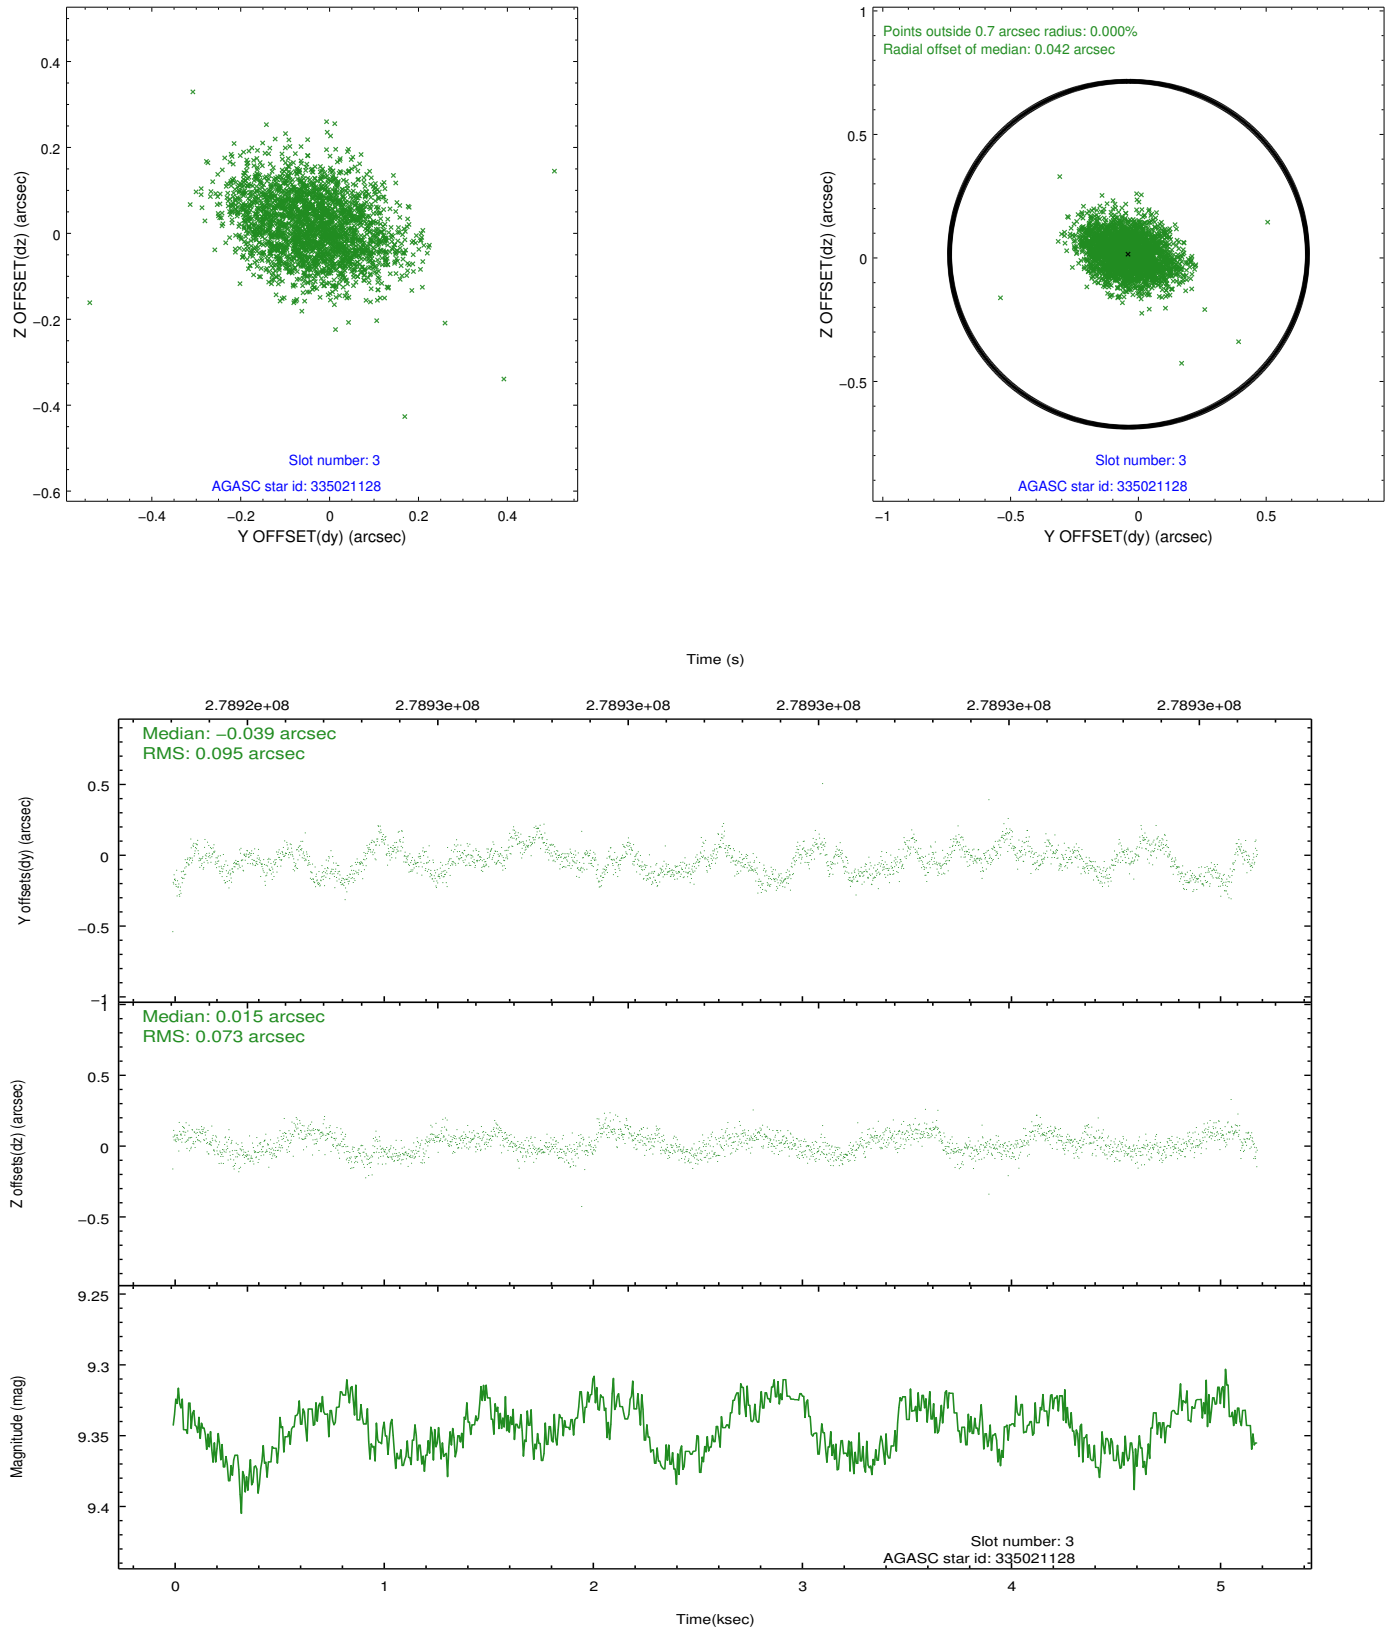 0.4
0.2
0
−0.2
−0.4
−0.6
Z OFFSET(dz) (arcsec)
Slot number: 3
AGASC star id: 335021128
−0.4
−0.2
0
0.2
0.4
Y OFFSET(dy) (arcsec)
1
0.5
0
−0.5
Z OFFSET(dz) (arcsec)
Points outside 0.7 arcsec radius: 0.000%
Radial offset of median: 0.042 arcsec
Slot number: 3
AGASC star id: 335021128
−1
−0.5
0
0.5
Y OFFSET(dy) (arcsec)
Time (s)
2.7892e+08
2.7893e+08
2.7893e+08
2.7893e+08
2.7893e+08
2.7893e+08
Median: −0.039 arcsec
RMS: 0.095 arcsec
0.5
0
−0.5
−1
Y offsets(dy) (arcsec)
Median: 0.015 arcsec
RMS: 0.073 arcsec
1
0.5
0
−0.5
Z offsets(dz) (arcsec)
9.25
9.3
9.35
9.4
Magnitude (mag)
Slot number: 3
AGASC star id: 335021128
0
1
2
3
4
5
Time(ksec)